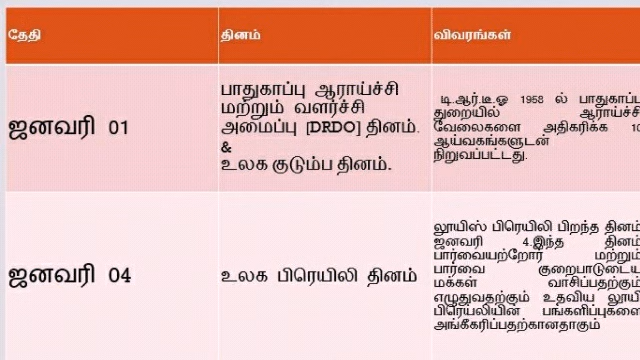 தேதி
தினம்
விவரங்கள்
ஜனவரி 01
பாதுகாப்பு ஆராய்ச்சி
மற்றும் வளர்ச்சி
அமைப்பு [DRDO] தினம்.
&
உலக குடும்ப தினம்.
டி.ஆர்.டி.ஓ 1958 ல் பாதுகாப்பு
துறையில் ஆராய்ச்சி
வேலைகளை அதிகரிக்க 10
ஆய்வகங்களுடன்
நிறுவப்பட்டது.
ஜனவரி 04
உலக பிரெயிலி தினம்
லூயிஸ் பிரெயிலி பிறந்த தினம்
ஜனவரி 4.இந்த தினம்
பார்வையற்றோர் மற்றும்
பார்வை குறைபாடுடைய
மக்கள் வாசிப்பதற்கும்
எழுதுவதற்கும் உதவிய லூயி
பிரெயலியின் பங்களிப்புகளை
அங்கீகரிப்பதற்கானதாகும்